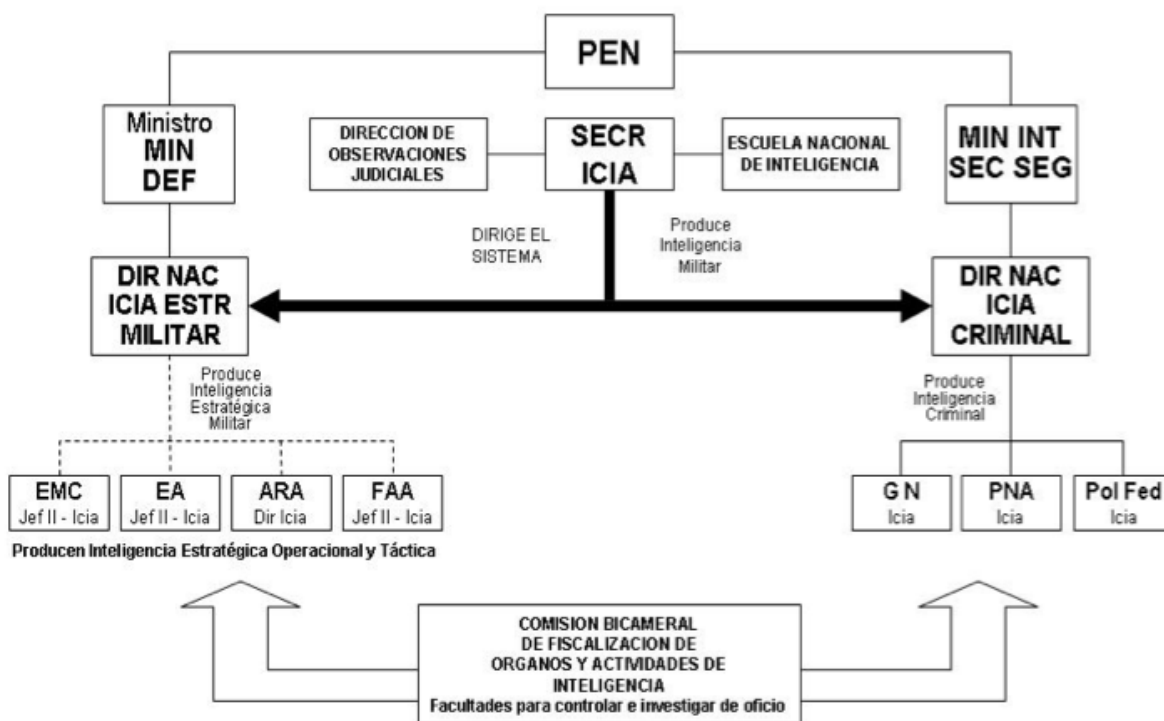 PEN
Ministro
MIN
DEF
DIRECCION DE
OBSERVACIONES
JUDICIALES
SECR
ICIA
ESCUELA NACIONAL
DE INTELIGENCIA
MIN INT
SEC SEG
DIRIGE EL
SISTEMA
Produce
Inteligencia
Militar
DIR NAC
ICIA ESTR
MILITAR
DIR NAC
ICIA
CRIMINAL
Produce
Inteligencia
Estratégica
Militar
Produce
Inteligencia
Criminal
EMC
Jef II - Icia
EA
Jef II - Icia
ARA
Dir Icia
FAA
Jef II - Icia
G N
Icia
PNA
Icia
Pol Fed
Icia
Producen Inteligencia Estratégica Operacional y Táctica
COMISION BICAMERAL
DE FISCALIZACION DE
ORGANOS Y ACTIVIDADES DE
INTELIGENCIA
Facultades para controlar e investigar de oficio